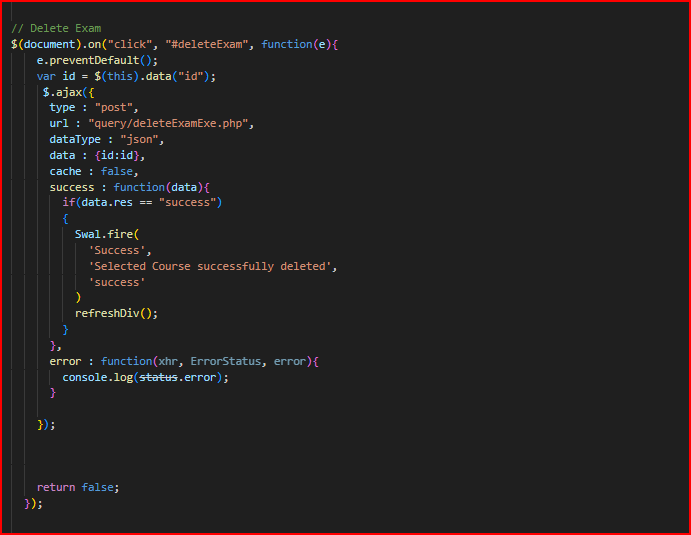 // Delete Exam
$(document).on("click", "#deleteExam", function(e){
    e.preventDefault();
    var id = $(this).data("id");
     $.ajax({
      type : "post",
      url : "query/deleteExamExe.php",
      dataType : "json",
      data : {id:id},
      cache : false,
      success : function(data){
        if(data.res == "success")
        {
          Swal.fire(
            'Success',
            'Selected Course successfully deleted',
            'success'
          )
          refreshDiv();
        }
      },
      error : function(xhr, ErrorStatus, error){
        console.log(status.error);
      }
    });
    return false;
  });